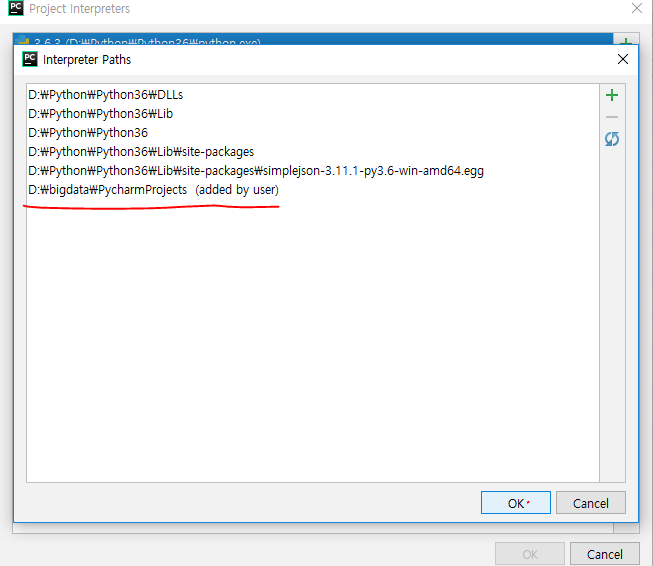 PC Project Interpreters
3.6.3 (D:₩Python₩Python36₩python.exe)
PC Interpreter Paths
D:₩Python₩Python36₩DLLs
D:₩Python₩Python36₩Lib
D:₩Python₩Python36
D:₩Python₩Python36₩Lib₩site-packages
D:₩Python₩Python36₩Lib₩site-packages₩simplejson-3.11.1-py3.6-win-amd64.egg
D:₩bigdata₩PycharmProjects (added by user)
OK Cancel
OK Cancel